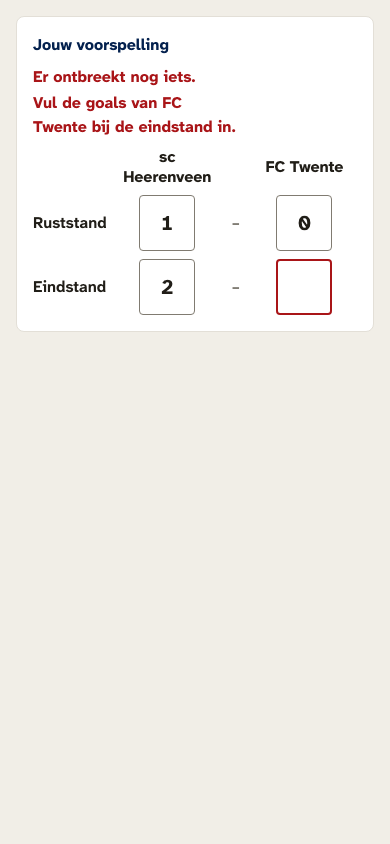 Jouw voorspelling
Er ontbreekt nog iets.
Vul de goals van FC
Twente bij de eindstand in.
sc
Heerenveen
FC Twente
Ruststand 1 - 0
Eindstand 2 -